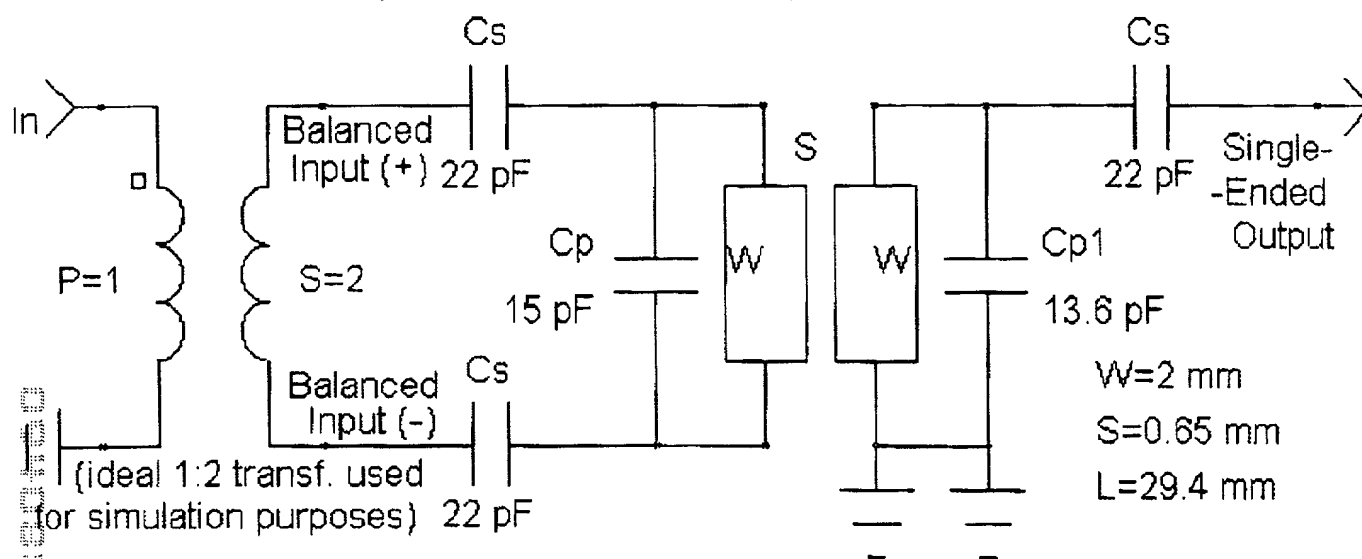 Cs
Cs
In
Balanced
Input (+)
22 pF
S
22 pF
Single-
-Ended
Output
P=1
S=2
Cp
15 pF
W
W
Cp1
13.6 pF
Balanced
Input (-)
Cs
22 pF
W=2 mm
S=0.65 mm
L=29.4 mm
(ideal 1:2 transf. used
for simulation purposes)